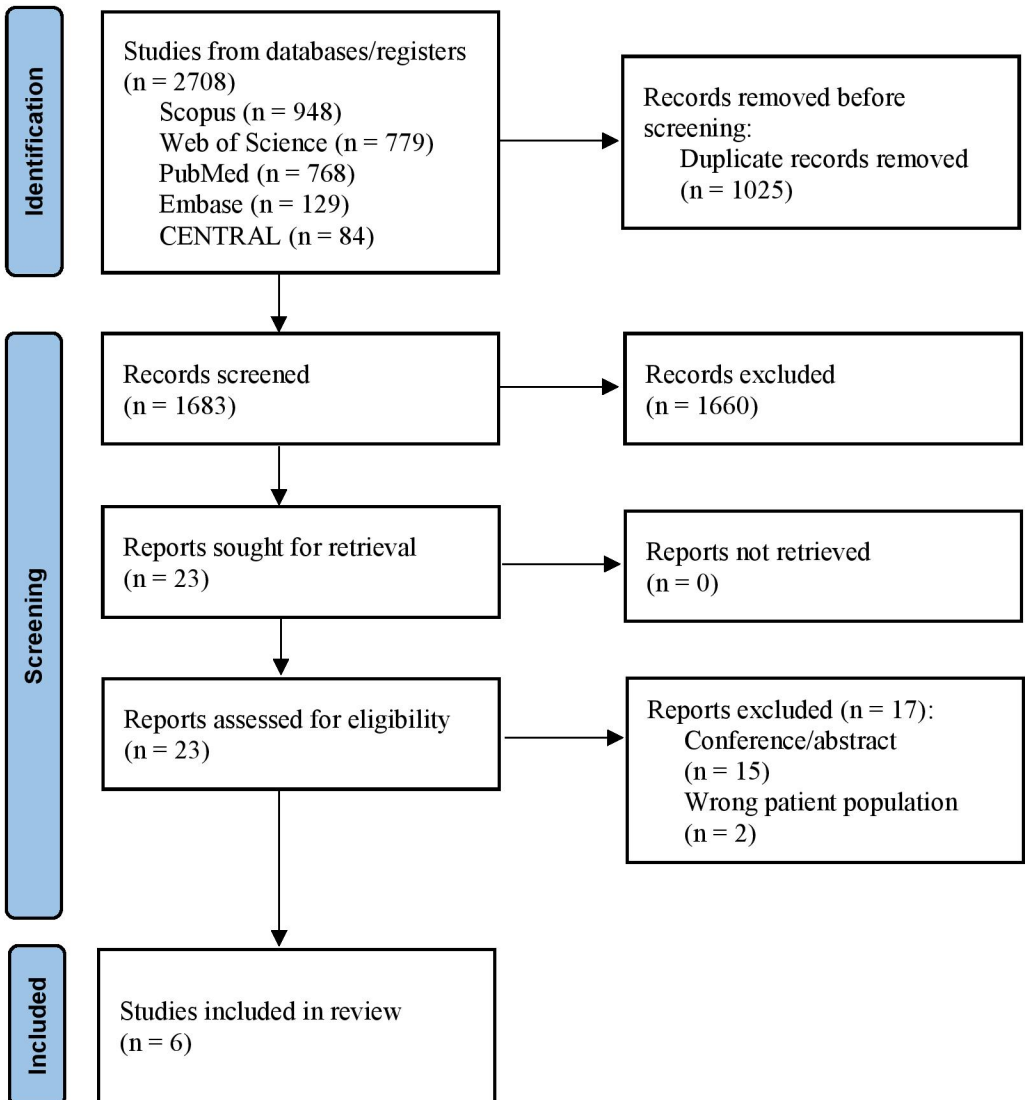 Identification
Studies from databases/registers
(n = 2708)
Scopus (n = 948)
Web of Science (n = 779)
PubMed (n = 768)
Embase (n = 129)
CENTRAL (n = 84)
Records removed before
screening:
Duplicate records removed
(n = 1025)
Screening
Records screened
(n = 1683)
Records excluded
(n = 1660)
Reports sought for retrieval
(n = 23)
Reports not retrieved
(n = 0)
Reports assessed for eligibility
(n = 23)
Reports excluded (n = 17):
Conference/abstract
(n = 15)
Wrong patient population
(n = 2)
Included
Studies included in review
(n = 6)